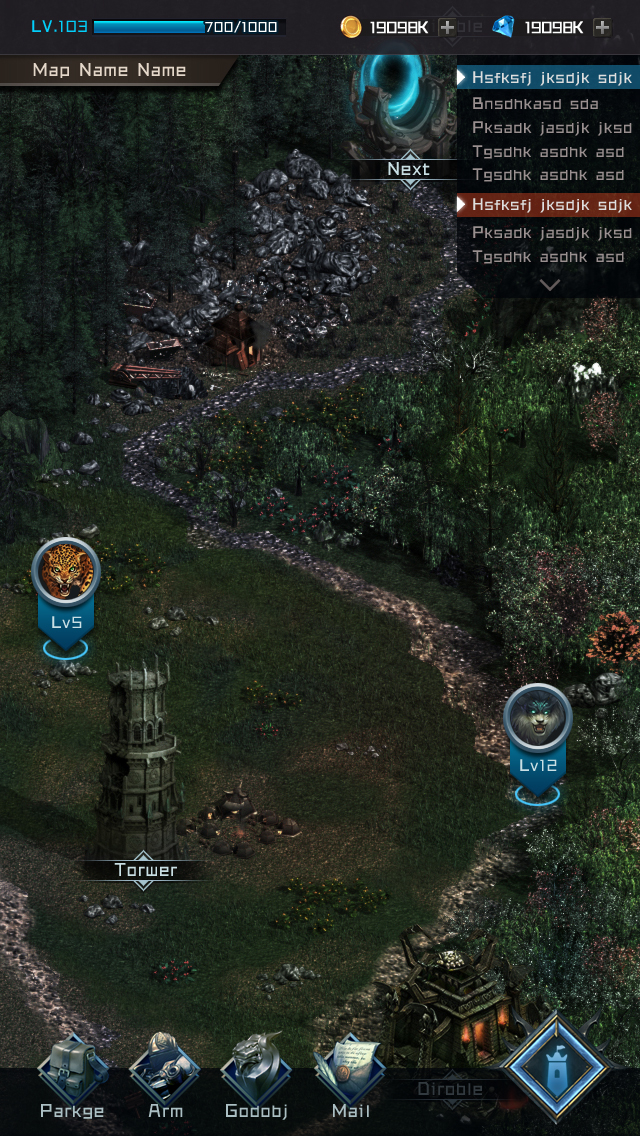 LV.103 700/1000 19098K 19098K
Map Name Name
Hsfksfj jksdjk sdjk
Bnsdhkasd sda
Pksadk jasdjk jksd
Tgsdhk asdhk asd
Tgsdhk asdhk asd
Hsfksfj jksdjk sdjk
Pksadk jasdjk jksd
Tgsdhk asdhk asd
Next
Lv5
Lv12
Torwer
Diroble
Parkge Arm Godobj Mail